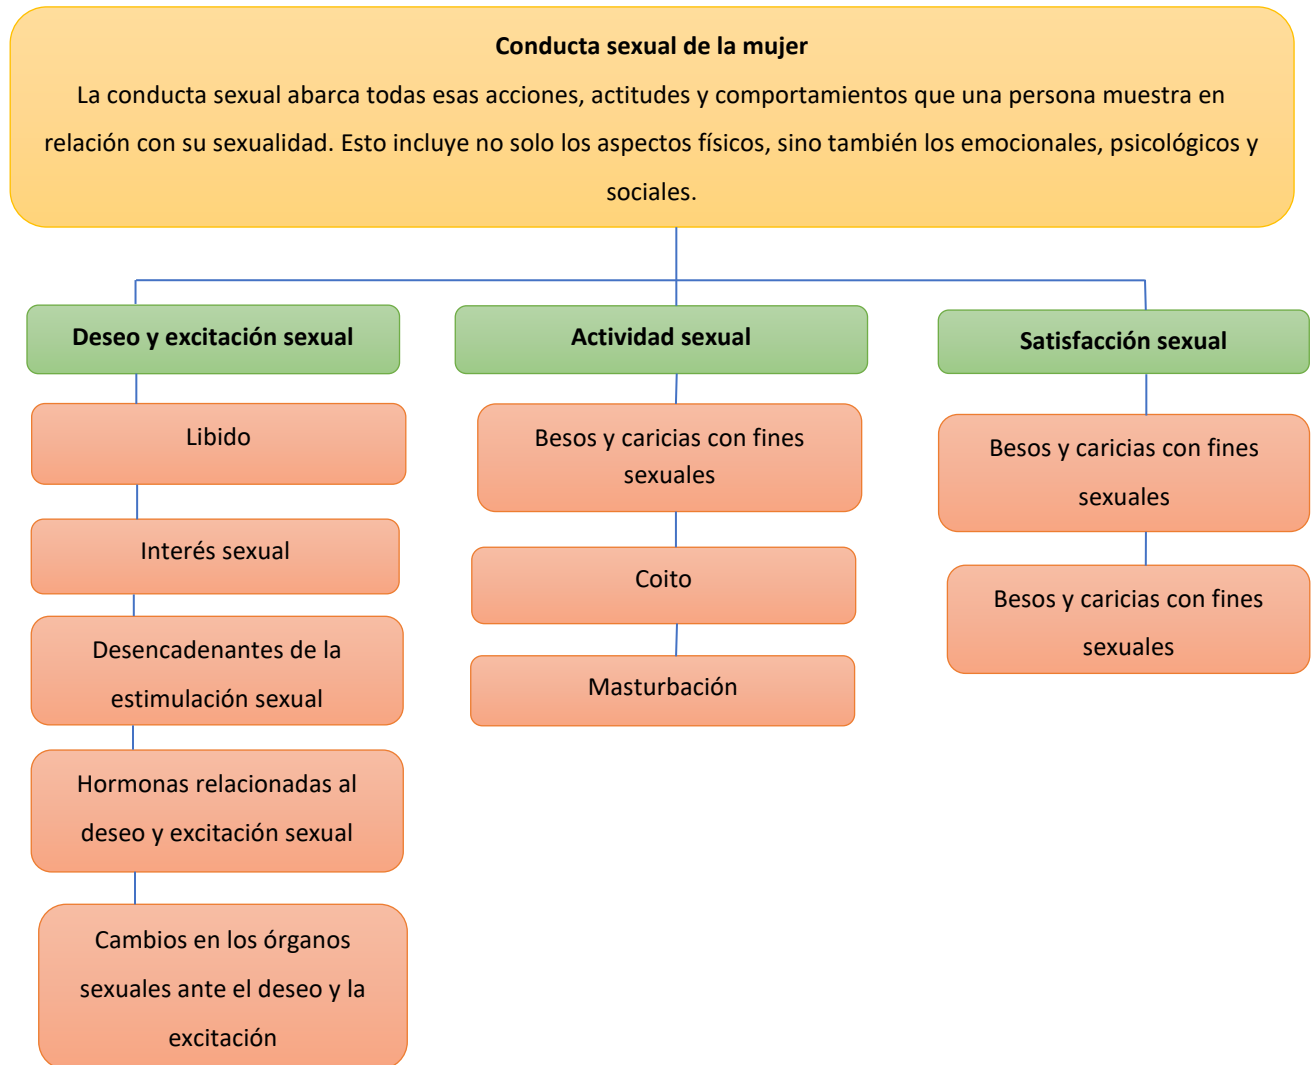 Conducta sexual de la mujer
La conducta sexual abarca todas esas acciones, actitudes y comportamientos que una persona muestra en
relación con su sexualidad. Esto incluye no solo los aspectos físicos, sino también los emocionales, psicológicos y
sociales.
Deseo y excitación sexual
Libido
Interés sexual
Desencadenantes de la
estimulación sexual
Hormonas relacionadas al
deseo y excitación sexual
Cambios en los órganos
sexuales ante el deseo y la
excitación
Actividad sexual
Besos y caricias con fines
sexuales
Coito
Masturbación
Satisfacción sexual
Besos y caricias con fines
sexuales
Besos y caricias con fines
sexuales